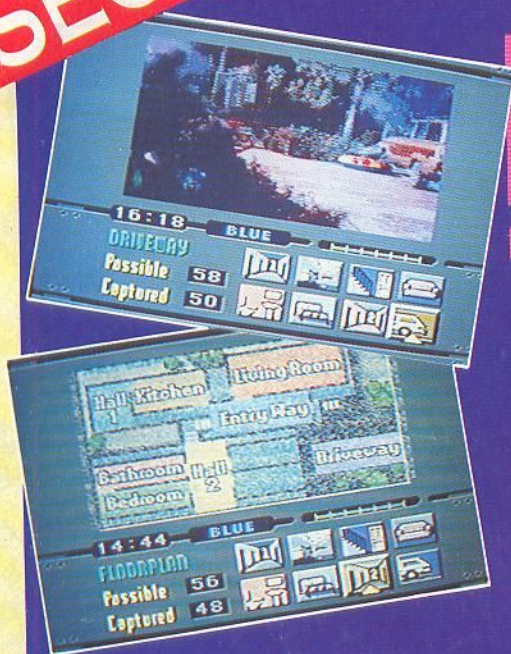 SEG
16:18 BLUE
DRIVEWAY
Possible 58
Captured 50
Hall 1 Kitchen Living Room
Entry Way
Bathroom Hall 2 Driveway
Bedroom
14:44 BLUE
FLOORPLAN
Possible 56
Captured 48